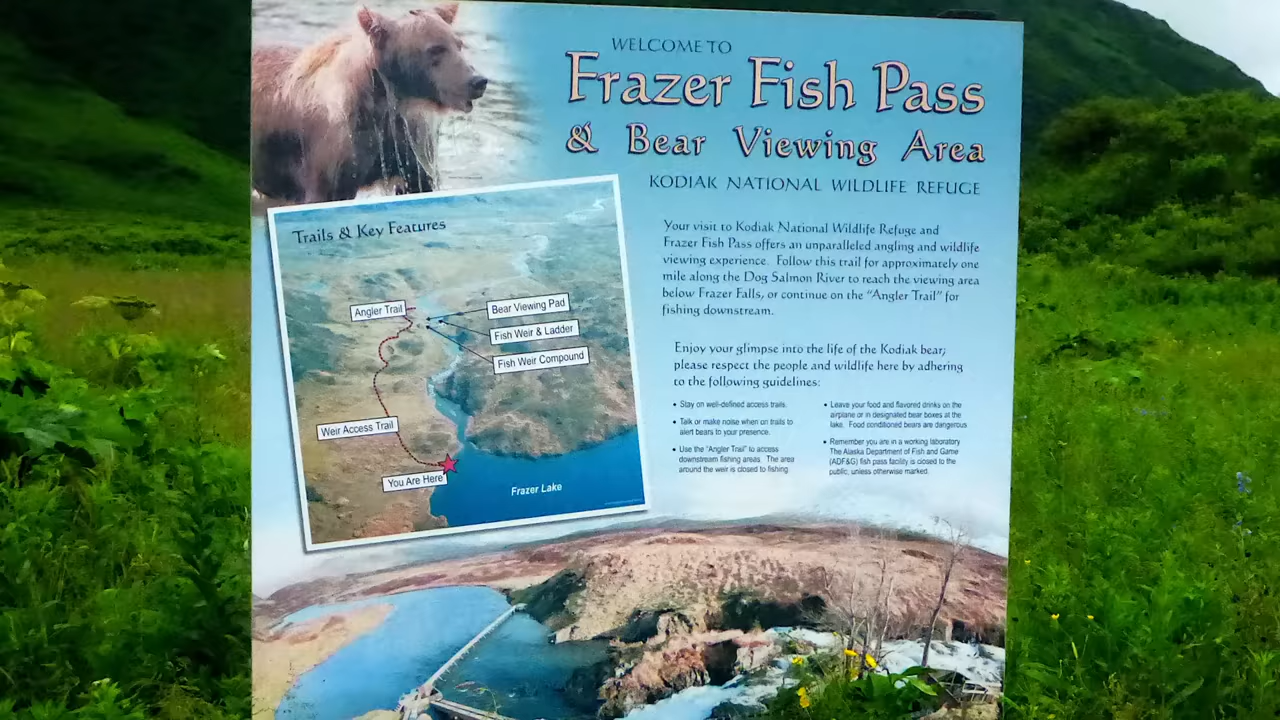 WELCOME TO
Frazer Fish Pass
& Bear Viewing Area
KODIAK NATIONAL WILDLIFE REFUGE
Trails & Key Features
Angler Trail
Bear Viewing Pad
Fish Weir & Ladder
Fish Weir Compound
Weir Access Trail
You Are Here
Frazer Lake
Your visit to Kodiak National Wildlife Refuge and
Frazer Fish Pass offers an unparalleled angling and wildlife
viewing experience. Follow this trail for approximately one
mile along the Dog Salmon River to reach the viewing area
below Frazer Falls, or continue on the “Angler Trail” for
fishing downstream.
Enjoy your glimpse into the life of the Kodiak bear;
please respect the people and wildlife here by adhering
to the following guidelines:
• Stay on well-defined access trails.
• Talk or make noise when on trails to
alert bears to your presence.
• Use the “Angler Trail” to access
downstream fishing areas. The area
around the weir is closed to fishing
• Leave your food and flavored drinks on the
airplane or in designated bear boxes at the
lake. Food conditioned bears are dangerous
• Remember you are in a working laboratory
The Alaska Department of Fish and Game
(ADF&G) fish pass facility is closed to the
public, unless otherwise marked.